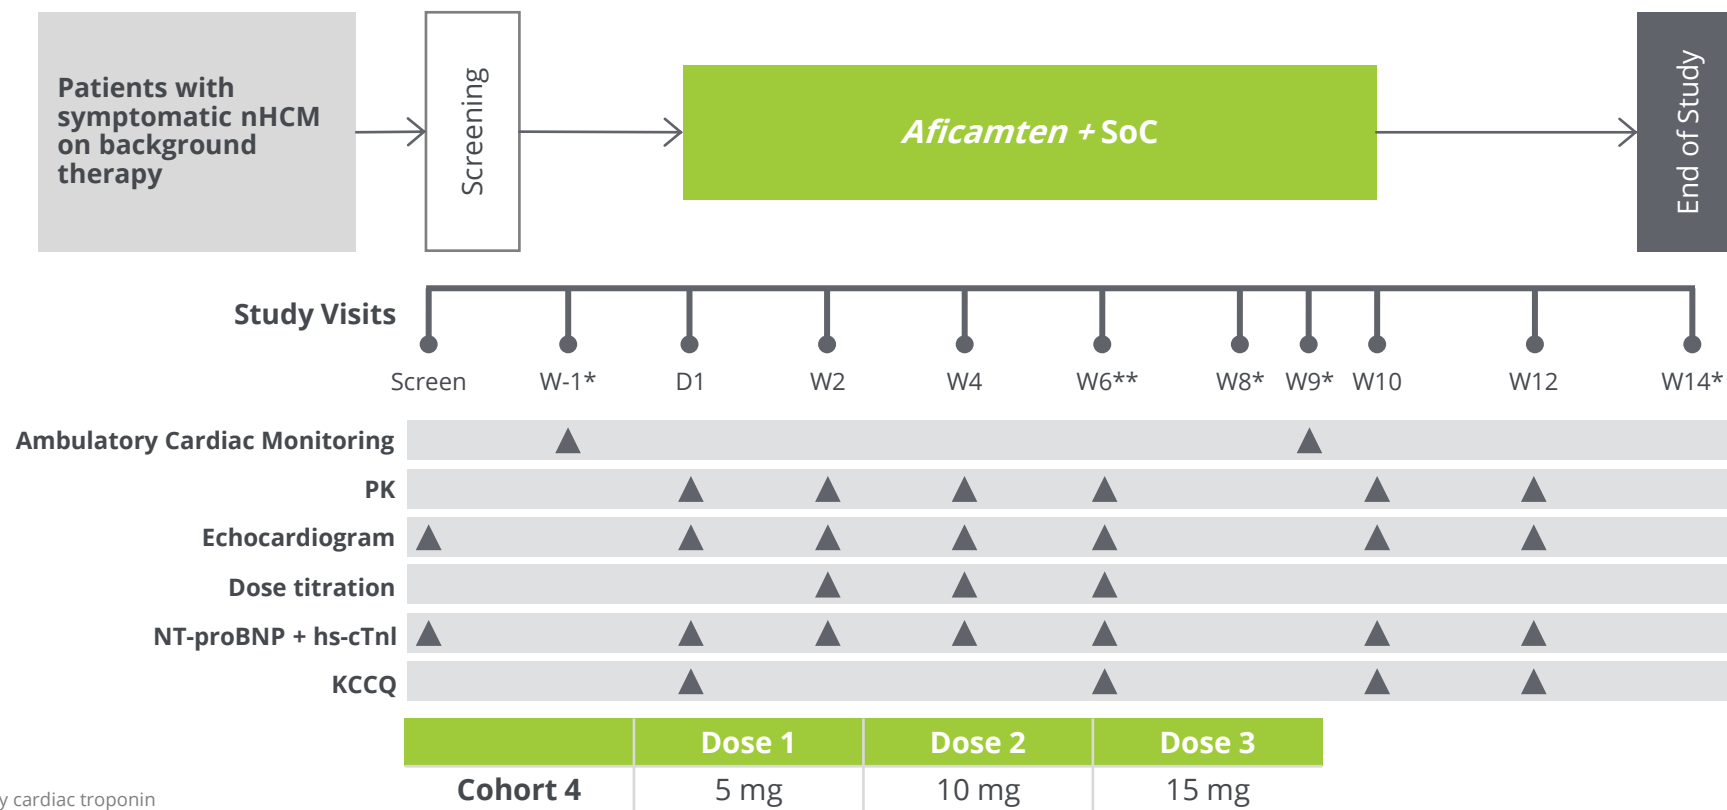 Patients with
symptomatic nHCM
on background
therapy
Screening
Aficamten + SoC
End of Study
Study Visits
Screen W-1* D1 W2 W4 W6** W8* W9* W10 W12 W14*
Ambulatory Cardiac Monitoring
PK
Echocardiogram
Dose titration
NT-proBNP + hs-cTnI
KCCQ
Dose 1 Dose 2 Dose 3
Cohort 4 5 mg 10 mg 15 mg
y cardiac troponin